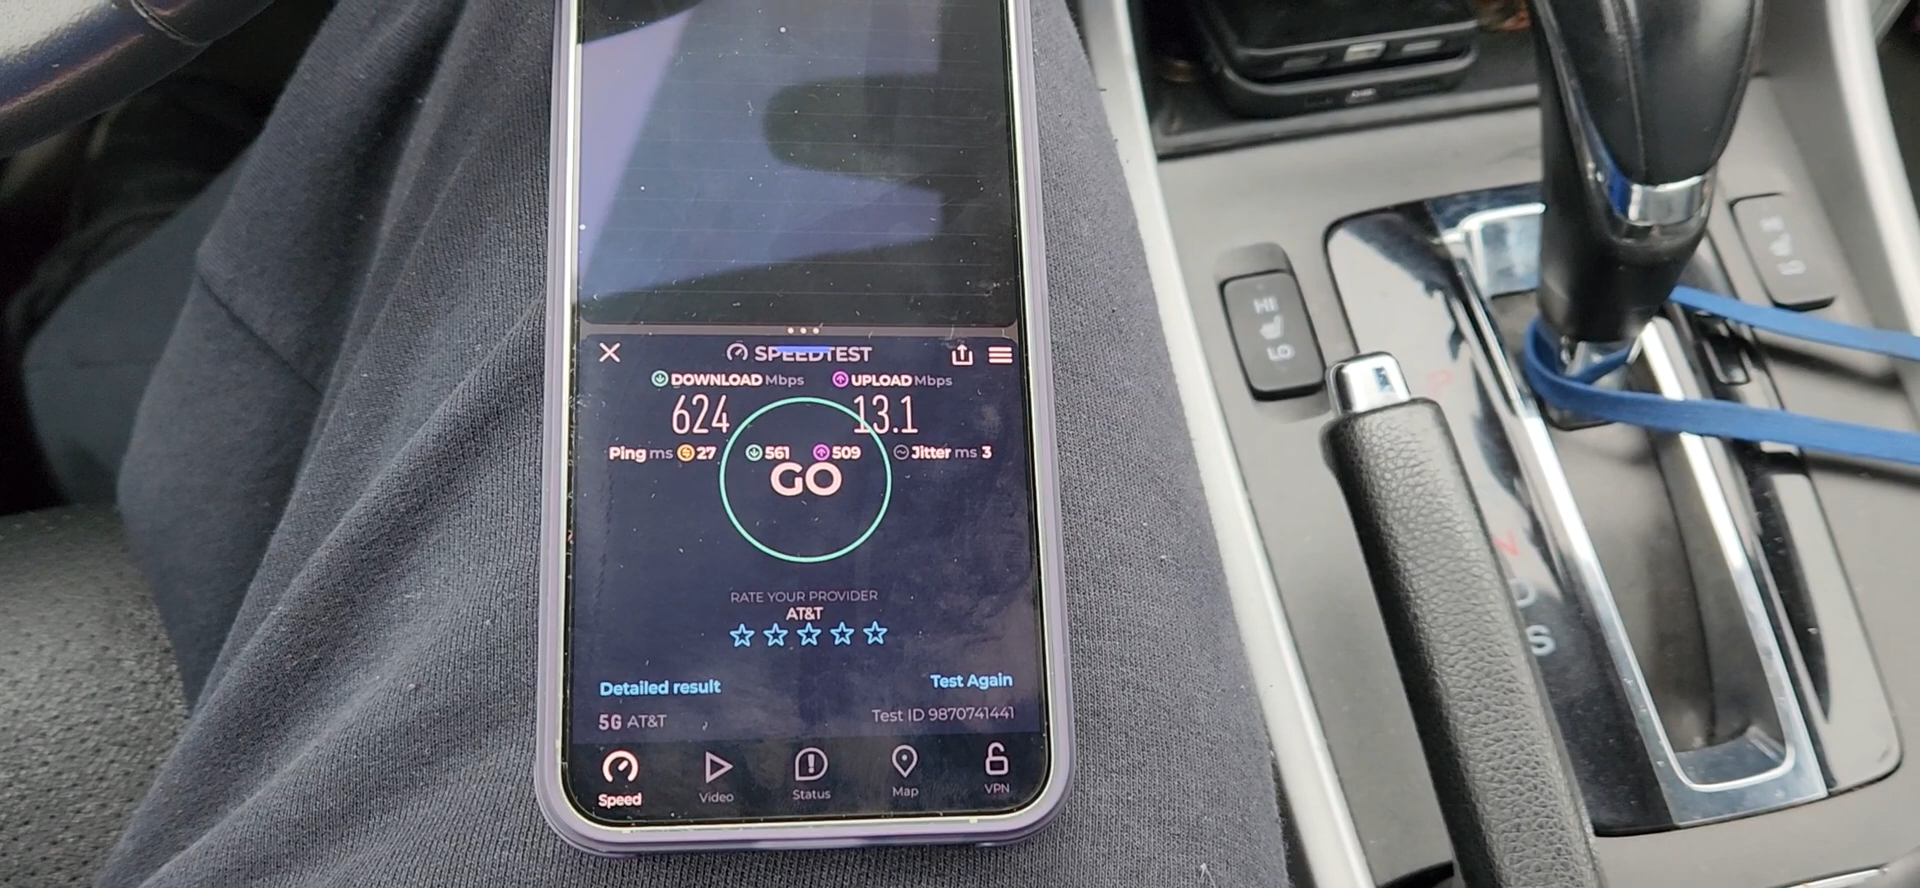 SPEEDTEST
DOWNLOAD Mbps UPLOAD Mbps
624 13.1
Ping ms 27 561 509 Jitter ms 3
GO
RATE YOUR PROVIDER
AT&T
Detailed result Test Again
5G AT&T Test ID 9870741441
Speed Video Status Map VPN
HI
LO
N
D
S